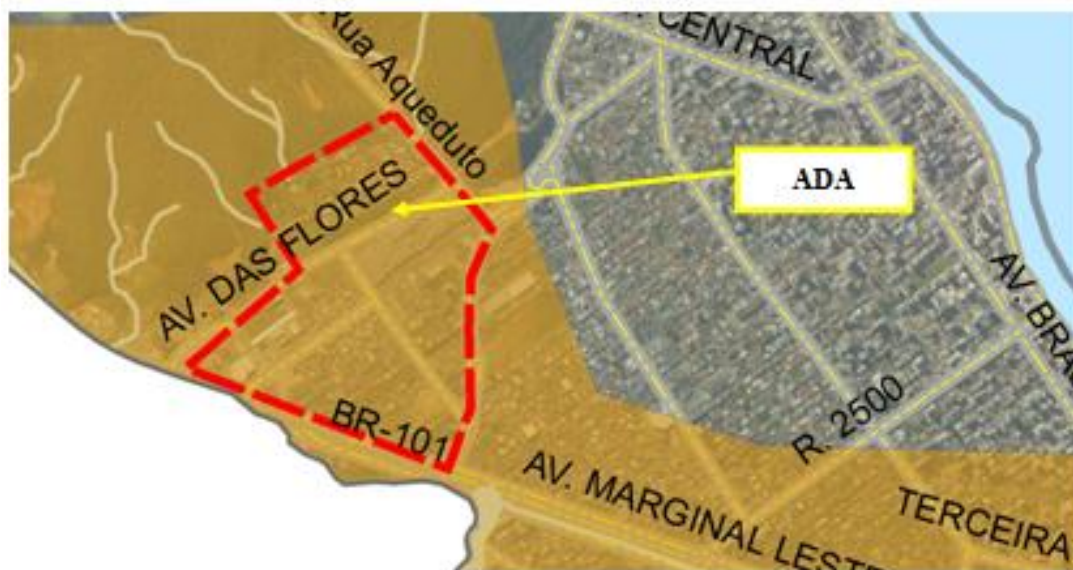 Rua Aqueduto
CENTRAL
ADA
AV. DAS FLORES
AV. BRA
BR-101
R. 2500
AV. MARGINAL LESTE
TERCEIRA